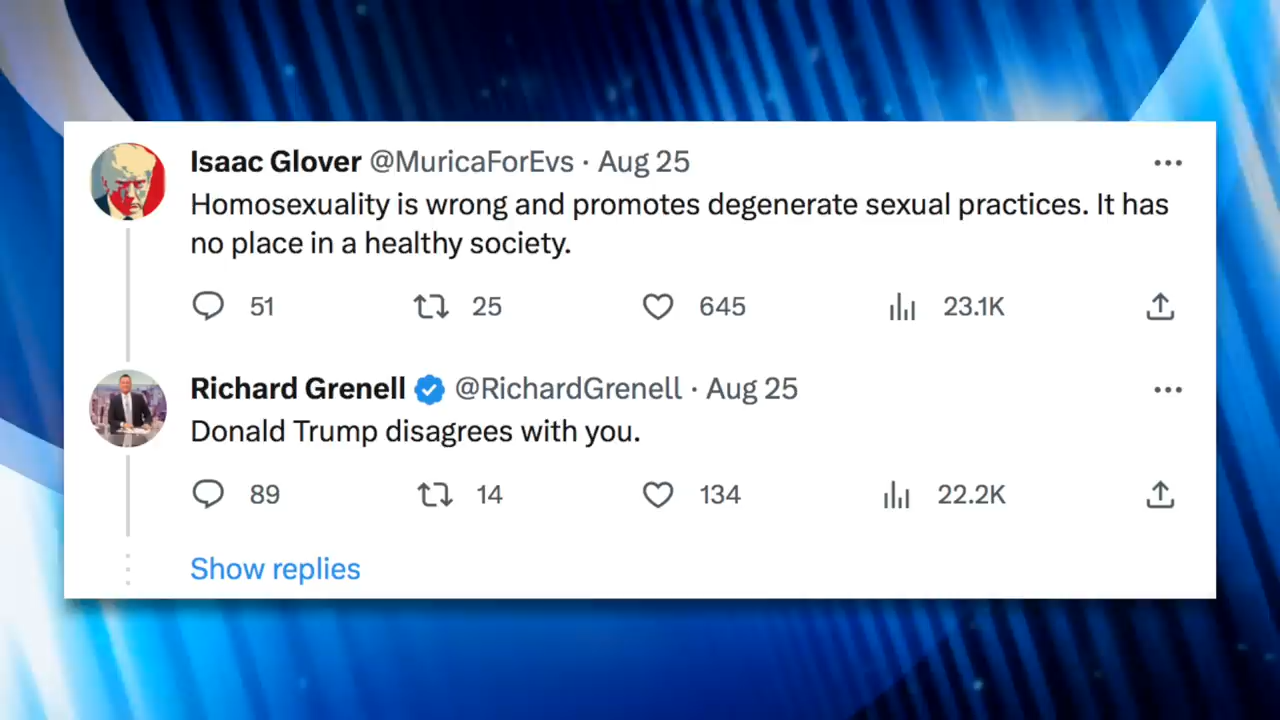 Isaac Glover @MuricaForEvs · Aug 25
Homosexuality is wrong and promotes degenerate sexual practices. It has
no place in a healthy society.
51 25 645 23.1K
Richard Grenell @RichardGrenell · Aug 25
Donald Trump disagrees with you.
89 14 134 22.2K
Show replies